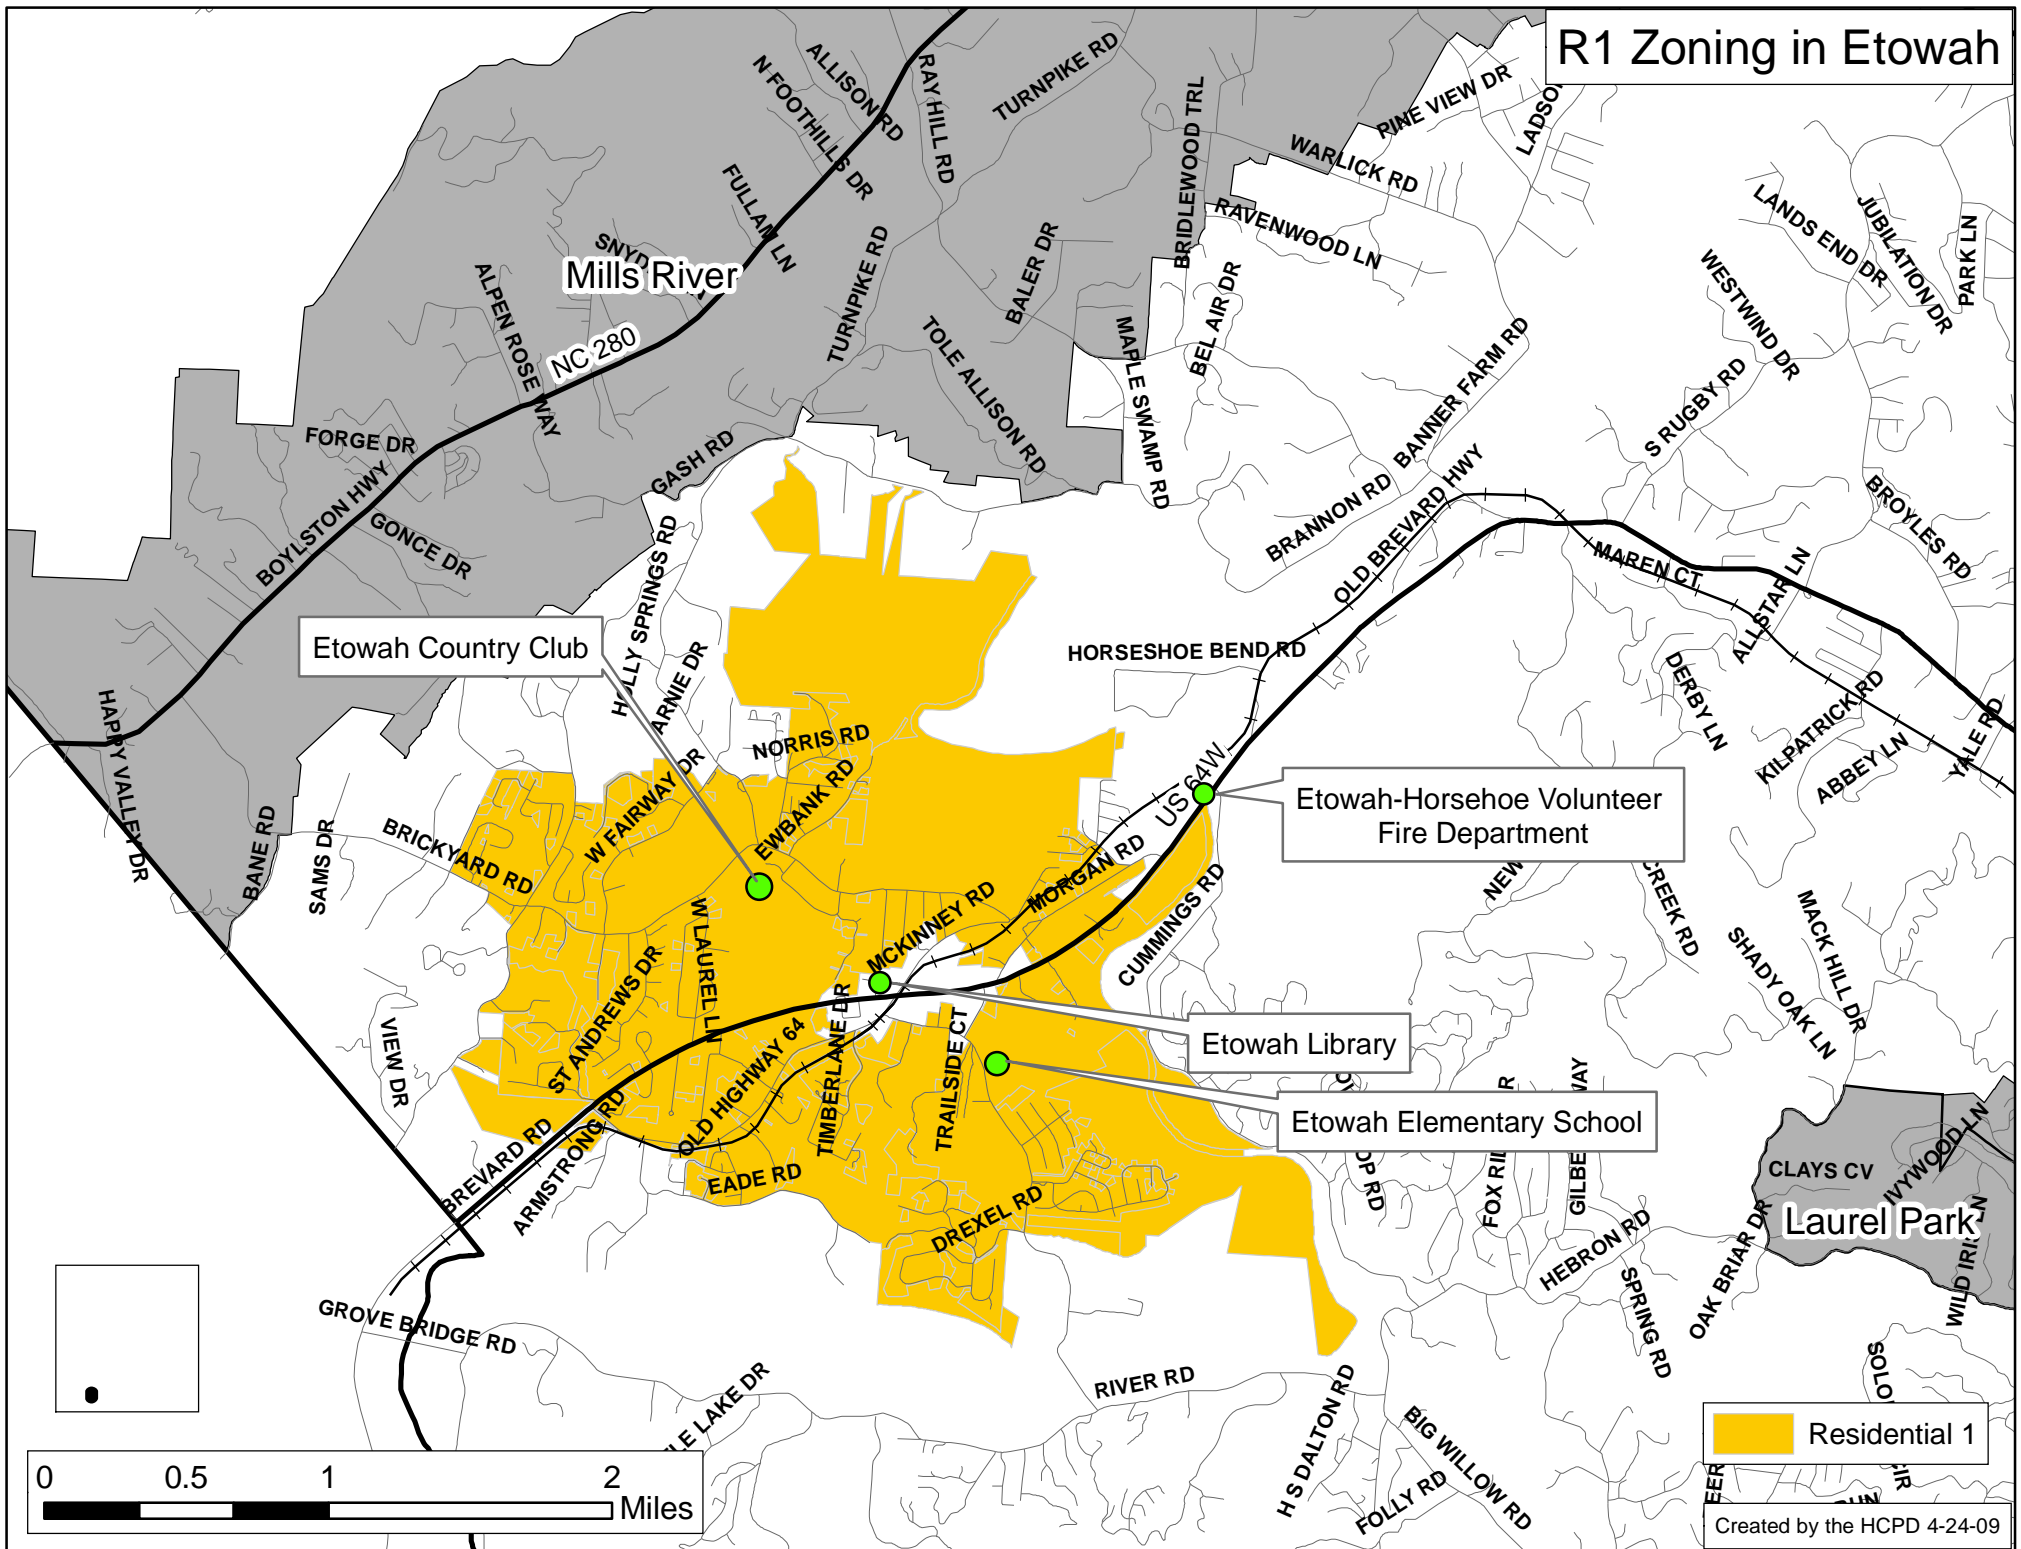 R1 Zoning in Etowah
ALLISON RD
N FOOTHILLS DR
RAY HILL RD
TURNPIKE RD
BRIDLEWOOD TRL
PINE VIEW DR
WARLICK RD
FULLAM LN
RAVENWOOD LN
LANDS END DR
JUBILATION DR
PARK LN
WESTWIND DR
Mills River
ALPEN ROSE WAY
NC 280
TURNPIKE RD
BALER DR
BEL AIR DR
TOLE ALLISON RD
MAPLE SWAMP RD
BANNER FARM RD
S RUGBY RD
FORGE DR
BOYLSTON HWY
GONCE DR
GASH RD
BRANNON RD
OLD BREVARD HWY
BROYLES RD
MAREN CT
ALLSTAR LN
HOLLY SPRINGS RD
ARNIE DR
Etowah Country Club
HORSESHOE BEND RD
DERBY LN
KILPATRICK RD
ABBEY LN
YALE RD
HAPPY VALLEY DR
NORRIS RD
W FAIRWAY DR
EWBANK RD
US 64W
Etowah-Horsehoe Volunteer
Fire Department
BANE RD
SAMS DR
BRICKYARD RD
MORGAN RD
MCKINNEY RD
CUMMINGS RD
NEW
CREEK RD
MACK HILL DR
SHADY OAK LN
W LAUREL LN
ST ANDREWS DR
VIEW DR
OLD HIGHWAY 64
TIMBERLANE DR
TRAILSIDE CT
Etowah Library
Etowah Elementary School
BREVARD RD
ARMSTRONG RD
EADE RD
DREXEL RD
OP RD
HEBRON RD
SPRING RD
OAK BRIAR DR
CLAYS CV
IVYWOOD LN
Laurel Park
GROVE BRIDGE RD
LE LAKE DR
RIVER RD
H S DALTON RD
BIG WILLOW RD
FOLLY RD
Residential 1
0 0.5 1 2
Miles
Created by the HCPD 4-24-09